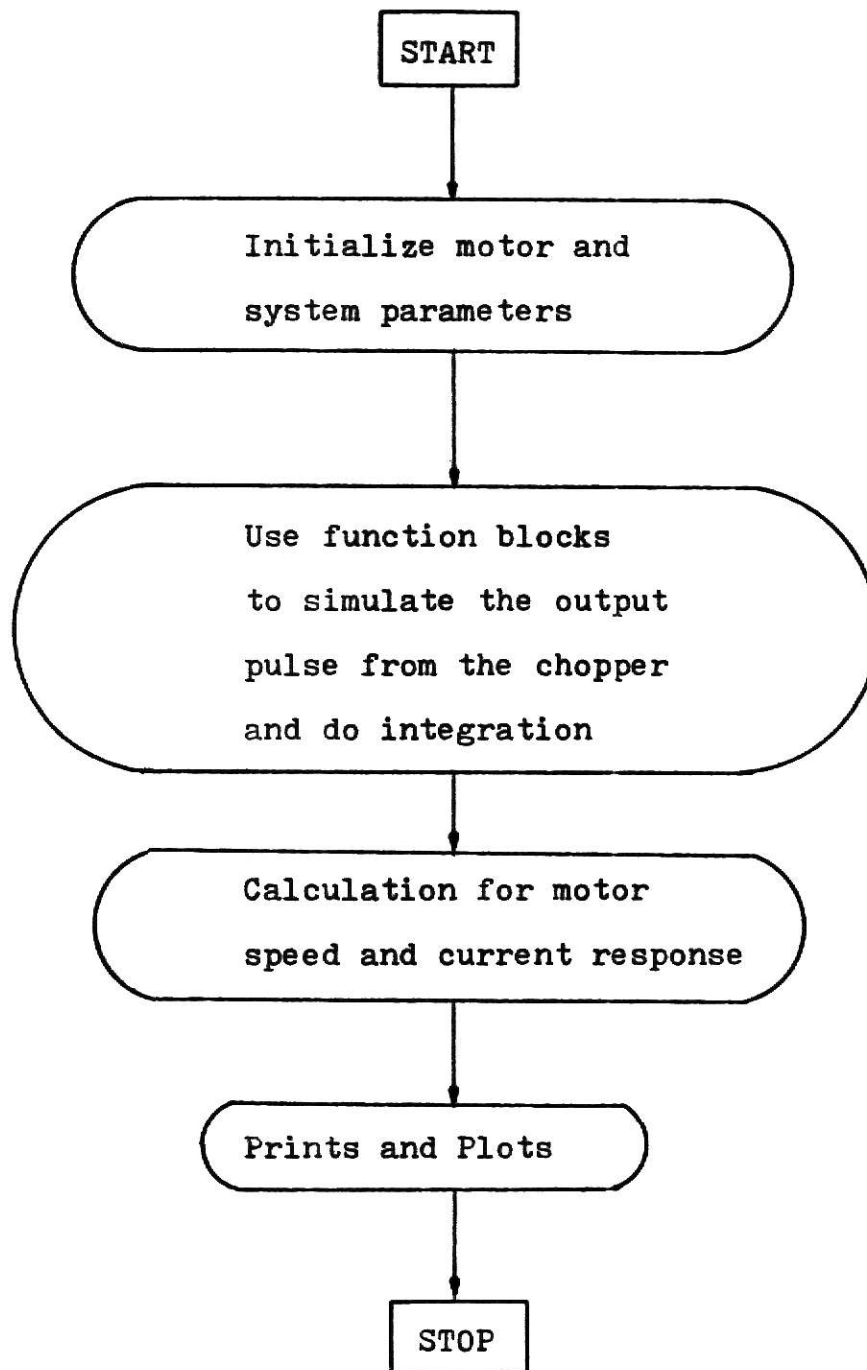 START
Initialize motor and
system parameters
Use function blocks
to simulate the output
pulse from the chopper
and do integration
Calculation for motor
speed and current response
Prints and Plots
STOP